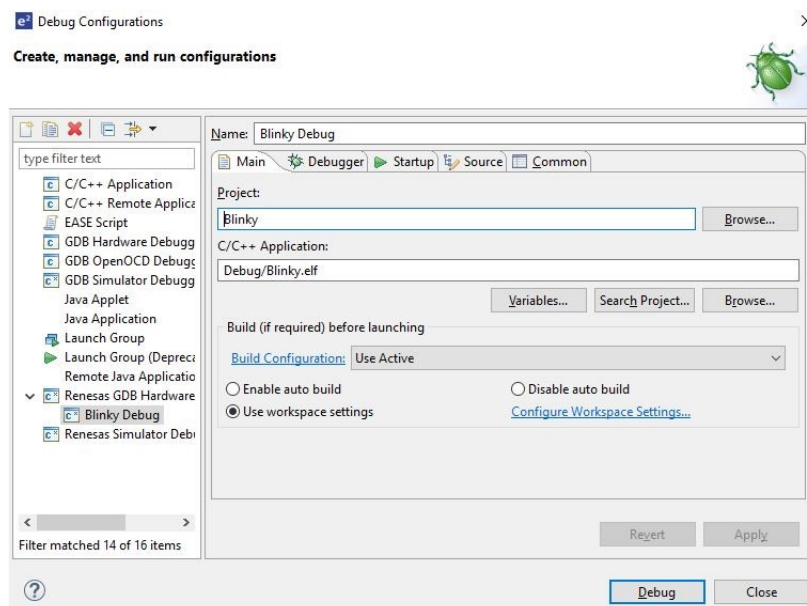 e² Debug Configurations
Create, manage, and run configurations
type filter text
C/C++ Application
C/C++ Remote Applica
EASE Script
GDB Hardware Debugg
GDB OpenOCD Debugg
GDB Simulator Debugg
Java Applet
Java Application
Launch Group
Launch Group (Depreca
Remote Java Applicatio
Renesas GDB Hardware
Blinky Debug
Renesas Simulator Deb
Filter matched 14 of 16 items
Name: Blinky Debug
Main Debugger Startup Source Common
Project:
Blinky Browse...
C/C++ Application:
Debug/Blinky.elf
Variables... Search Project... Browse...
Build (if required) before launching
Build Configuration: Use Active
Enable auto build Disable auto build
Use workspace settings Configure Workspace Settings...
Revert Apply
Debug Close